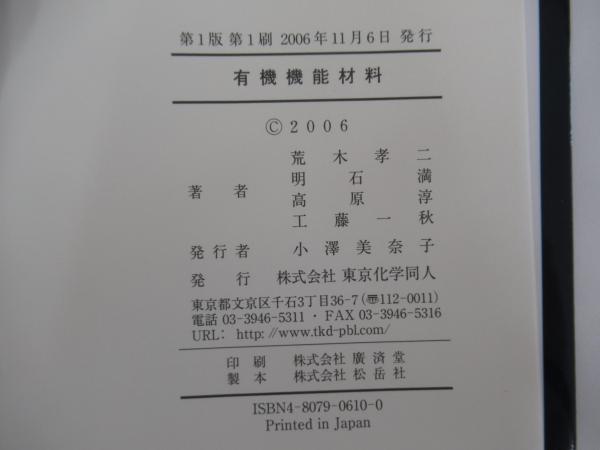 第1版 第1刷 2006年11月6日 発行
有機機能材料
© 2006
著者
荒木孝二
明石満
高原淳
工藤一秋
発行者 小澤美奈子
発行 株式会社 東京化学同人
東京都文京区千石3丁目36-7(〠112-0011)
電話 03-3946-5311・FAX 03-3946-5316
URL: http://www.tkd-pbl.com/
印刷 株式会社 廣済堂
製本 株式会社 松岳社
ISBN4-8079-0610-0
Printed in Japan